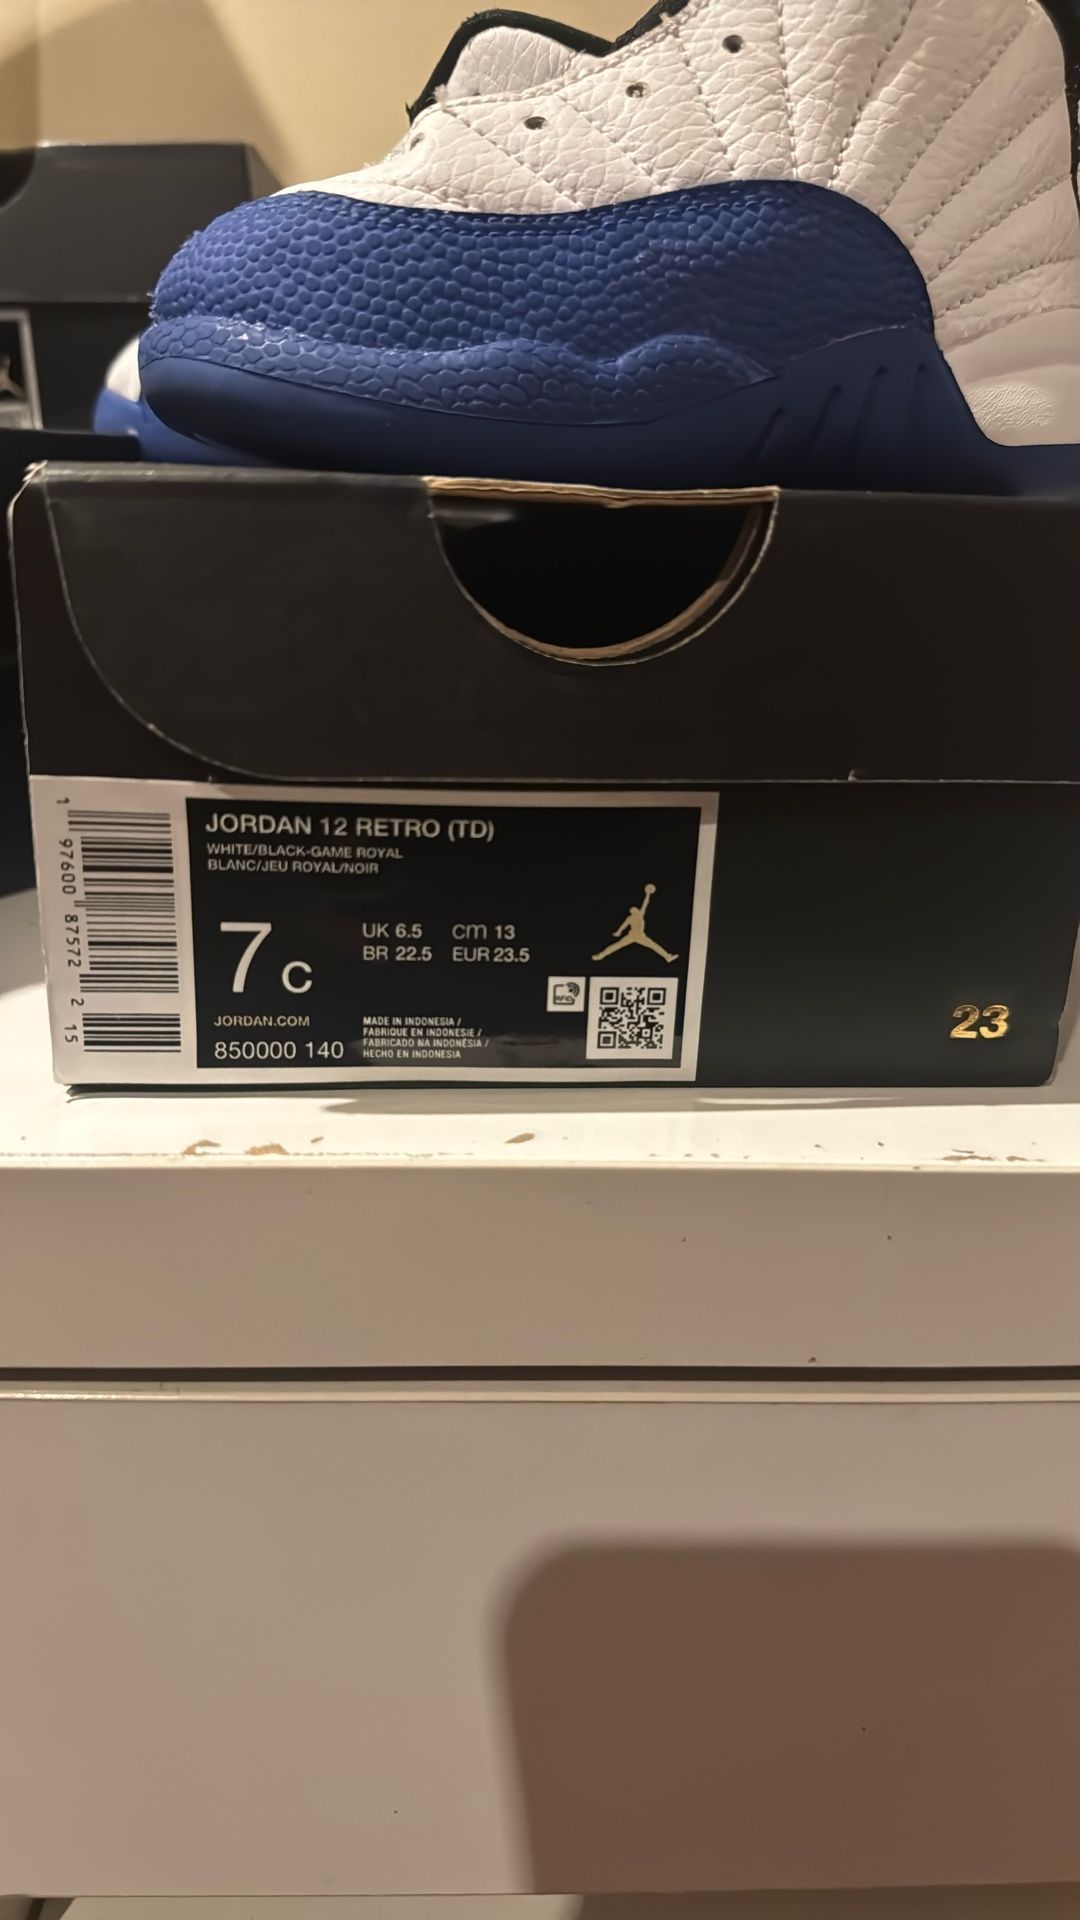 JORDAN 12 RETRO (TD)
WHITE/BLACK-GAME ROYAL
BLANC/JEU ROYAL/NOIR
7 C
UK 6.5 cm 13
BR 22.5 EUR 23.5
JORDAN.COM
850000 140
MADE IN INDONESIA /
FABRIQUE EN INDONESIE /
FABRICADO NA INDONÉSIA /
HECHO EN INDONESIA
1 97600 87572 2 15
RFID
23